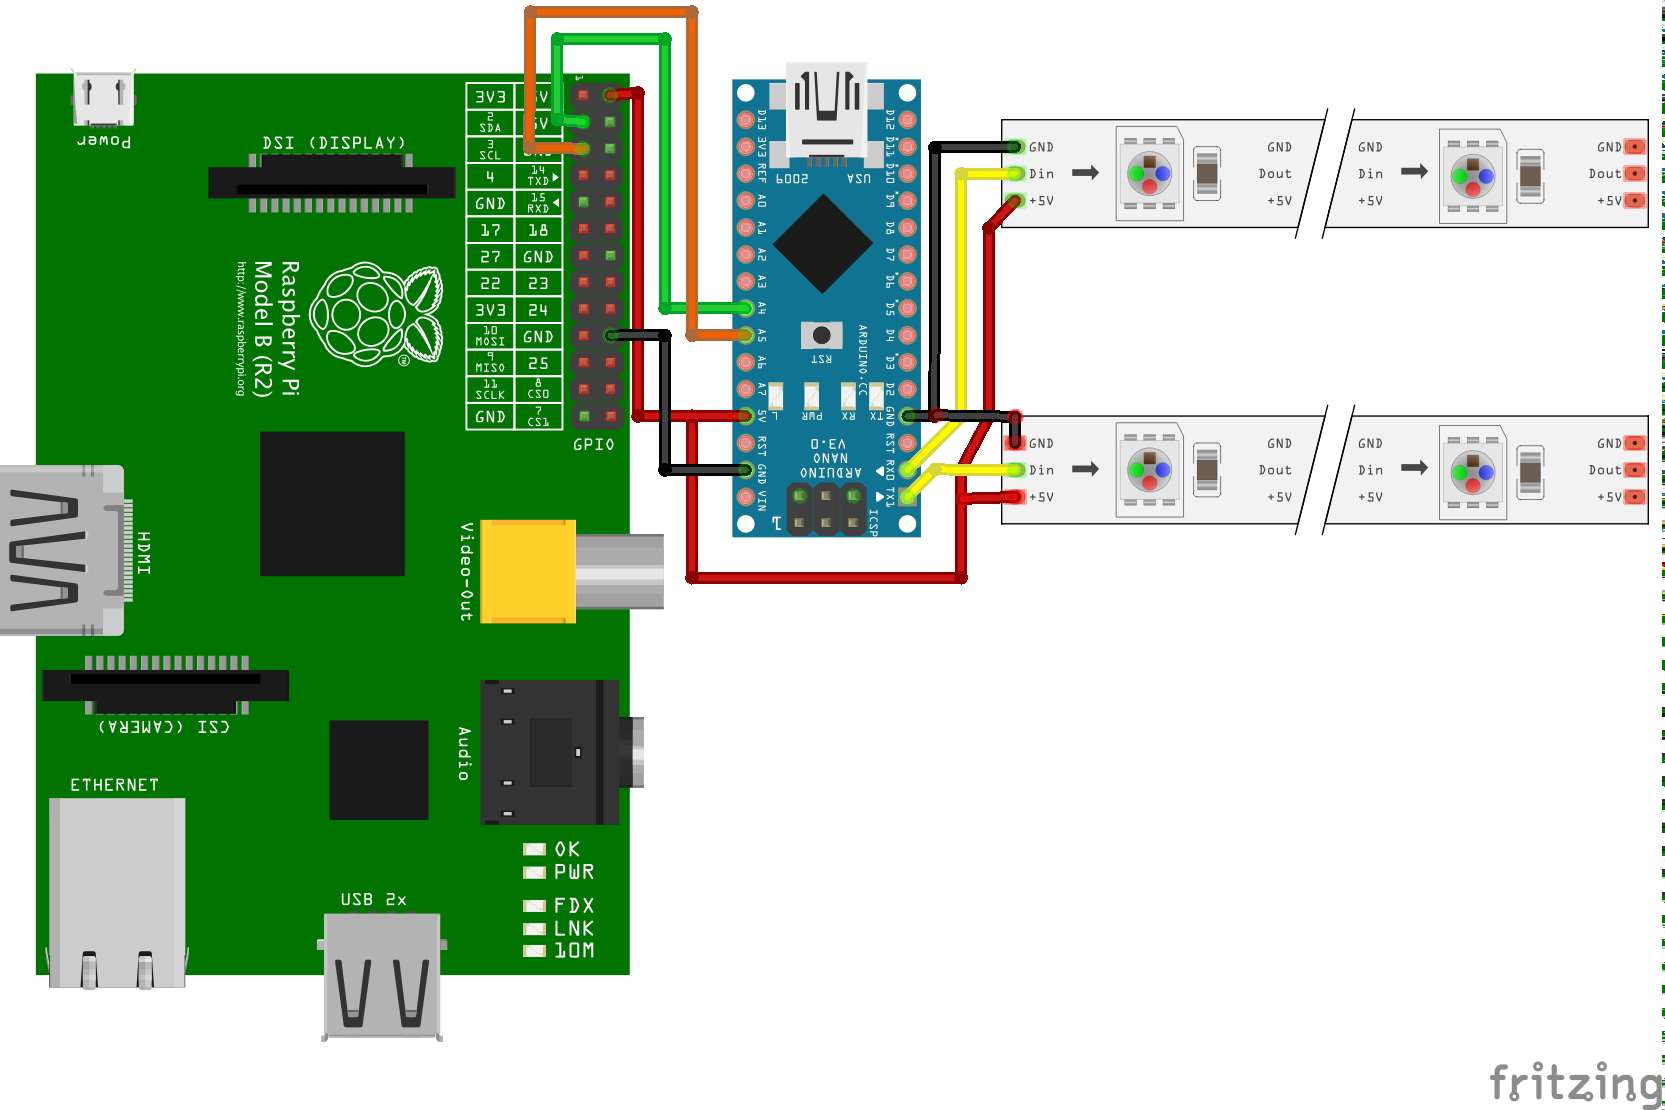 Power
DSI (DISPLAY)
1
3V3 5V
2 SDA 5V
3 SCL GND
4 14 TXD
GND 15 RXD
17 18
27 GND
22 23
3V3 24
10 MOSI GND
9 MISO 25
11 SCLK 8 CS0
GND 7 CS1
GPIO
Raspberry Pi
Model B (R2)
http://www.raspberrypi.org
TM
HDMI
Video-Out
CSI (CAMERA)
Audio
ETHERNET
USB 2x
OK
PWR
FDX
LNK
10M
D13
3V3
REF
A0
A1
A2
A3
A4
A5
A6
A7
5V
RST
GND
VIN
D12
D11
D10
D9
D8
D7
D6
D5
D4
D3
D2
GND
RST
RX0
TX1
USA
2009
RST
ARDUINO.CC
L PWR RX TX
ARDUINO
NANO
V3.0
1
ICSP
GND GND GND GND
Din Dout Din Dout
+5V +5V +5V +5V
GND GND GND GND
Din Dout Din Dout
+5V +5V +5V +5V
fritzing